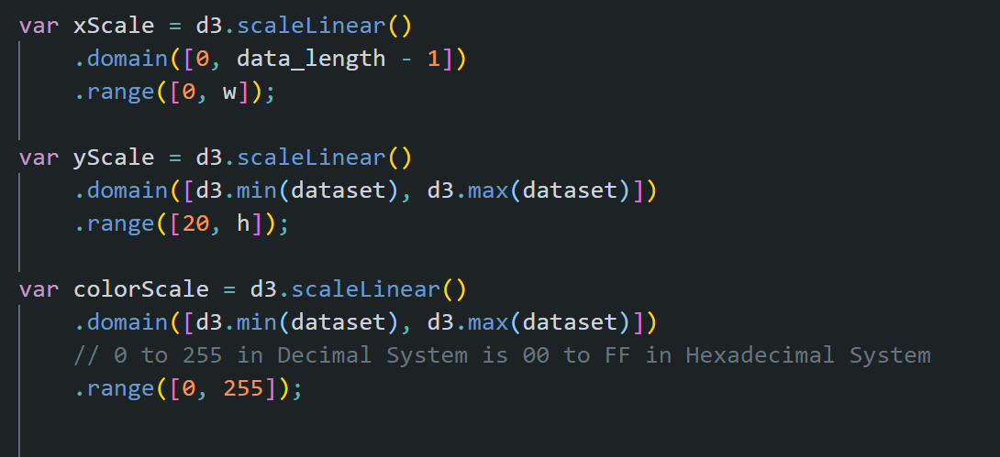 var xScale = d3.scaleLinear()
.domain([0, data_length - 1])
.range([0, w]);
var yScale = d3.scaleLinear()
.domain([d3.min(dataset), d3.max(dataset)])
.range([20, h]);
var colorScale = d3.scaleLinear()
.domain([d3.min(dataset), d3.max(dataset)])
// 0 to 255 in Decimal System is 00 to FF in Hexadecimal System
.range([0, 255]);